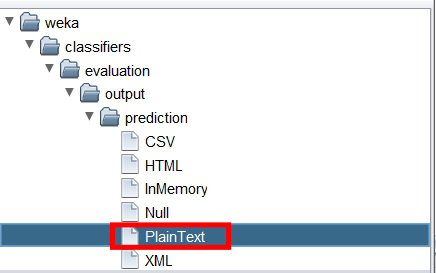 weka
classifiers
evaluation
output
prediction
CSV
HTML
InMemory
Null
PlainText
XML